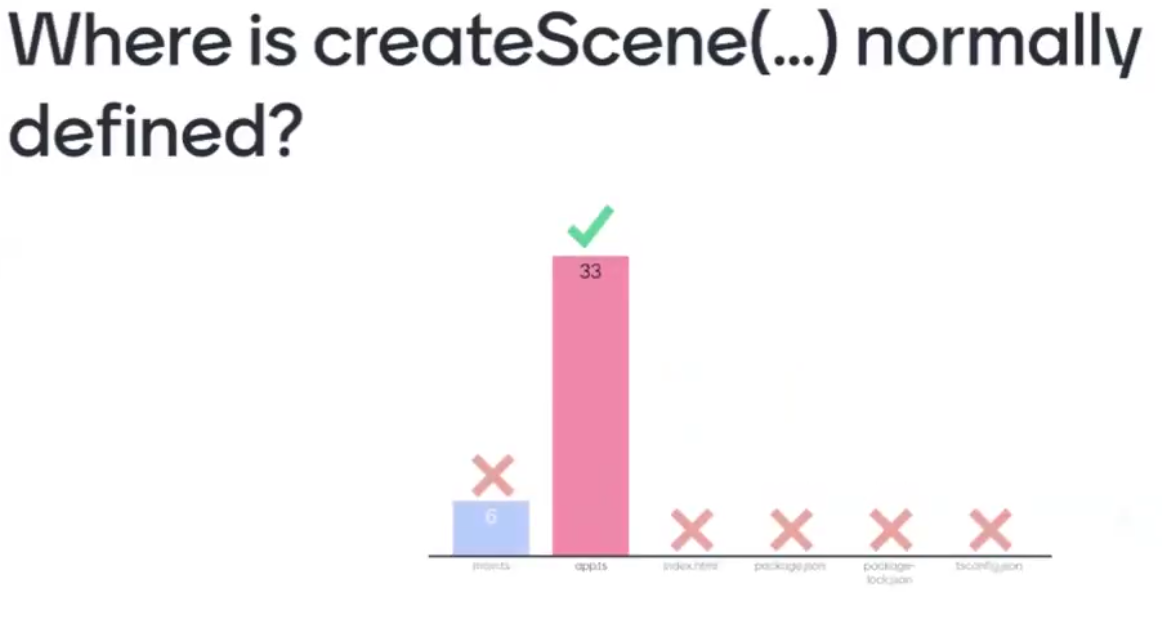 Where is createScene(...) normally
defined?
33
6
main.ts
app.ts
index.html
package.json
package-
lock.json
tsconfig.json